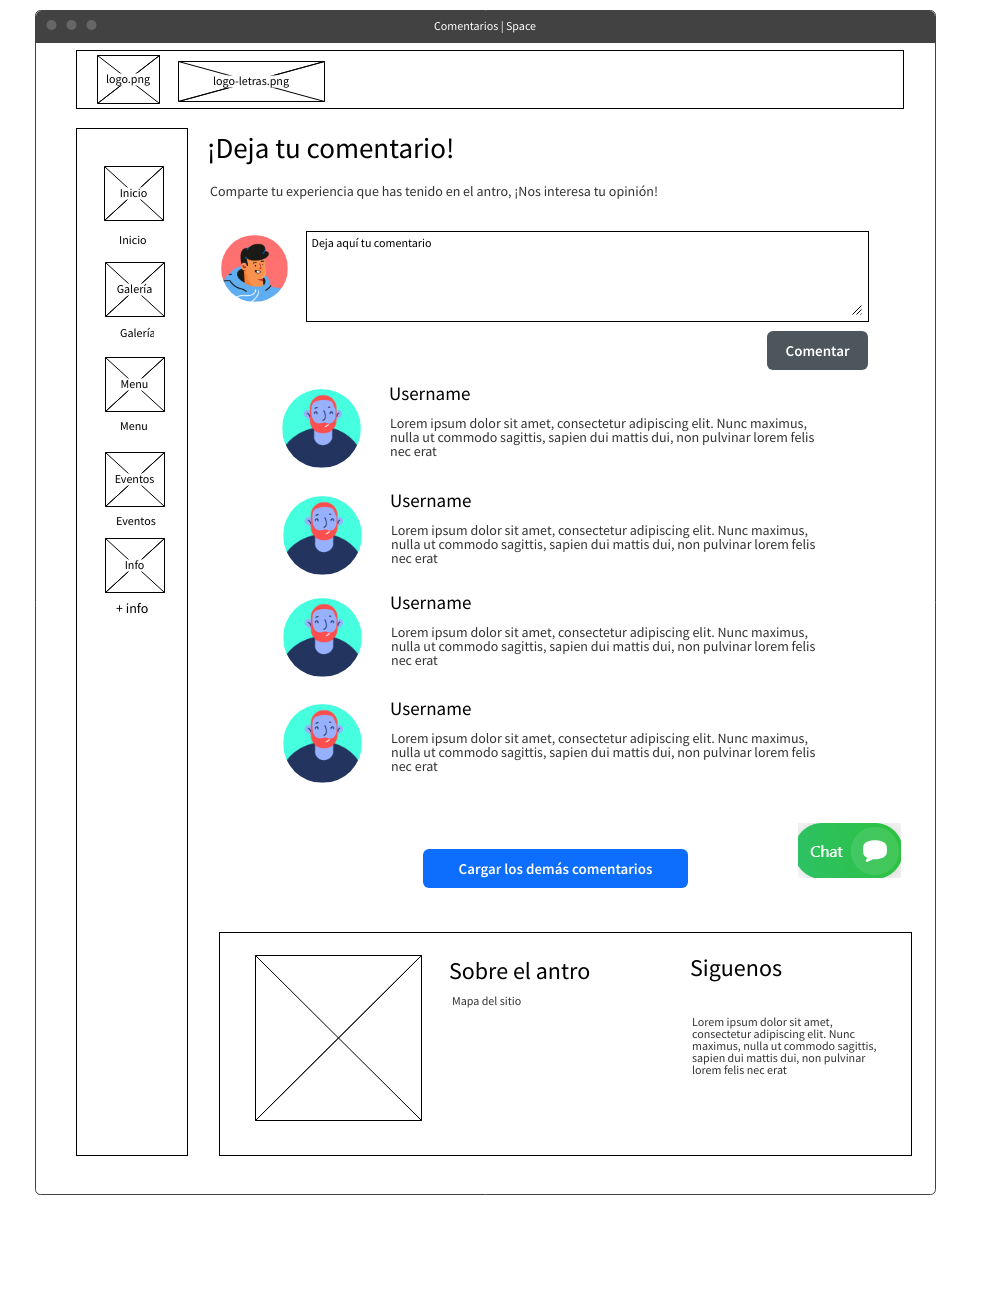 Comentarios | Space
logo.png
logo-letras.png
Inicio
Inicio
Galería
Galería
Menu
Menu
Eventos
Eventos
Info
+ info
¡Deja tu comentario!
Comparte tu experiencia que has tenido en el antro, ¡Nos interesa tu opinión!
Deja aquí tu comentario
Comentar
Username
Lorem ipsum dolor sit amet, consectetur adipiscing elit. Nunc maximus,
nulla ut commodo sagittis, sapien dui mattis dui, non pulvinar lorem felis
nec erat
Username
Lorem ipsum dolor sit amet, consectetur adipiscing elit. Nunc maximus,
nulla ut commodo sagittis, sapien dui mattis dui, non pulvinar lorem felis
nec erat
Username
Lorem ipsum dolor sit amet, consectetur adipiscing elit. Nunc maximus,
nulla ut commodo sagittis, sapien dui mattis dui, non pulvinar lorem felis
nec erat
Username
Lorem ipsum dolor sit amet, consectetur adipiscing elit. Nunc maximus,
nulla ut commodo sagittis, sapien dui mattis dui, non pulvinar lorem felis
nec erat
Chat
Cargar los demás comentarios
Sobre el antro
Mapa del sitio
Siguenos
Lorem ipsum dolor sit amet,
consectetur adipiscing elit. Nunc
maximus, nulla ut commodo sagittis,
sapien dui mattis dui, non pulvinar
lorem felis nec erat